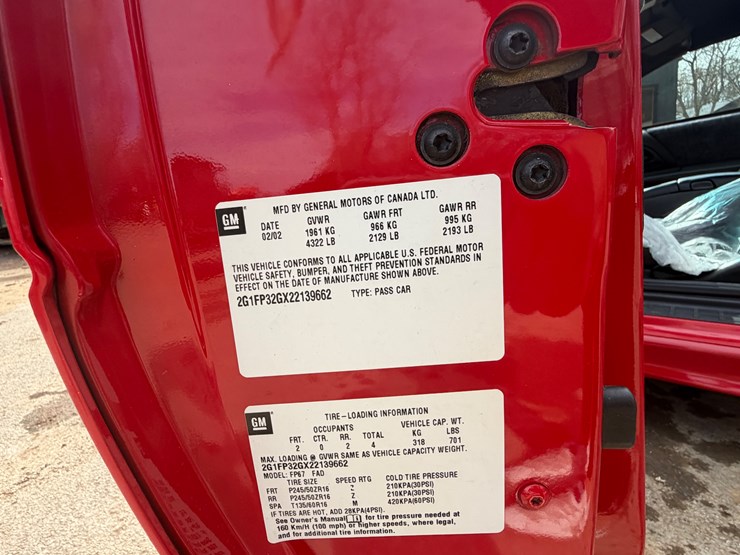 GM
MFD BY GENERAL MOTORS OF CANADA LTD.
DATE GVWR GAWR FRT GAWR RR
02/02 1961 KG 966 KG 995 KG
4322 LB 2129 LB 2193 LB
THIS VEHICLE CONFORMS TO ALL APPLICABLE U.S. FEDERAL MOTOR
VEHICLE SAFETY, BUMPER, AND THEFT PREVENTION STANDARDS IN
EFFECT ON THE DATE OF MANUFACTURE SHOWN ABOVE.
2G1FP32GX22139662 TYPE: PASS CAR
GM
TIRE-LOADING INFORMATION
OCCUPANTS VEHICLE CAP. WT.
FRT. CTR. RR. TOTAL KG LBS
2 0 2 4 318 701
MAX. LOADING @ GVWR SAME AS VEHICLE CAPACITY WEIGHT.
2G1FP32GX22139662
MODEL: FP67 FAD
TIRE SIZE SPEED RTG COLD TIRE PRESSURE
FRT P245/50ZR16 Z 210KPA(30PSI)
RR P245/50ZR16 Z 210KPA(30PSI)
SPA T135/60R16 M 420KPA(60PSI)
IF TIRES ARE HOT, ADD 28KPA(4PSI).
See Owner's Manual for tire pressure needed at
160 KM/H (100 mph) or higher speeds, where legal,
and for additional tire information.